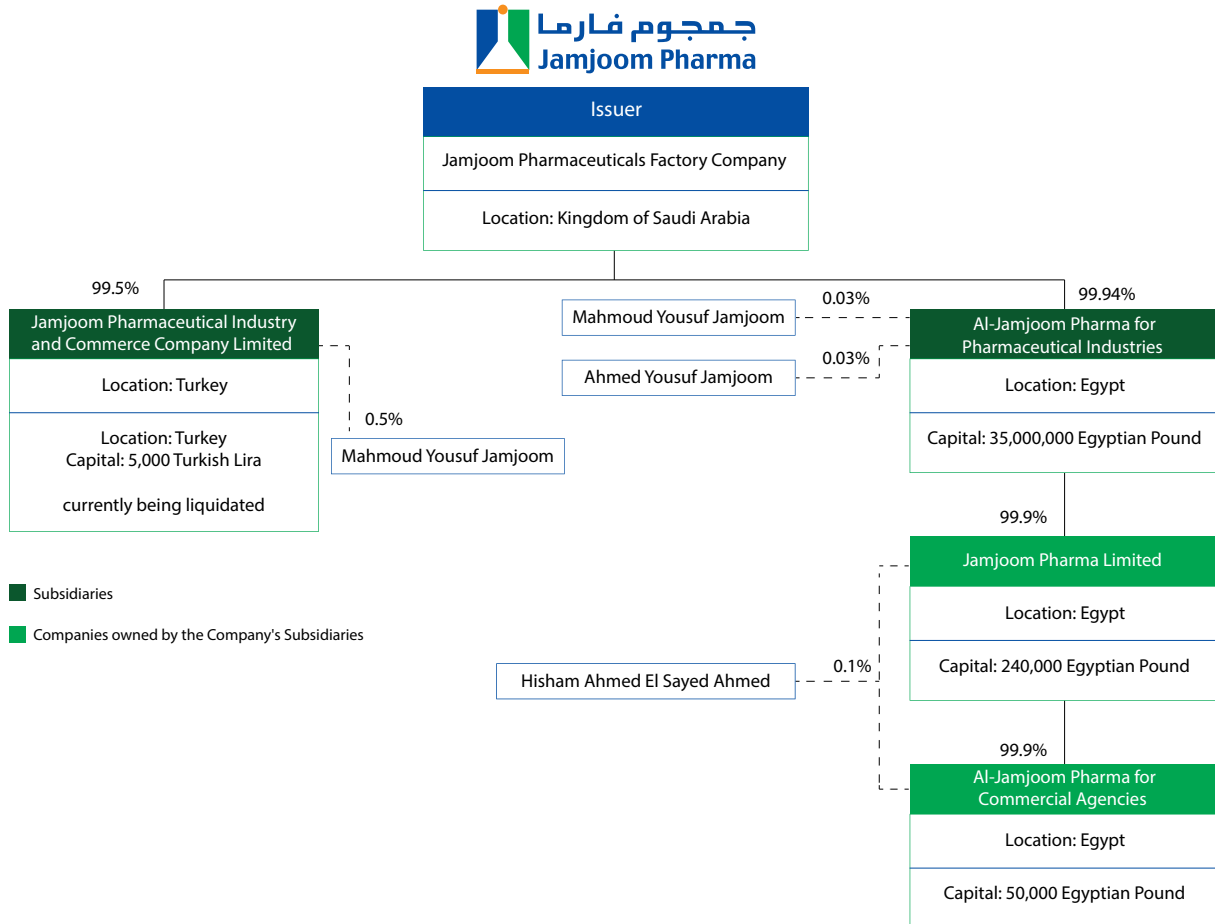 جمجوم فارما
Jamjoom Pharma
Issuer
Jamjoom Pharmaceuticals Factory Company
Location: Kingdom of Saudi Arabia
99.5%
Jamjoom Pharmaceutical Industry
and Commerce Company Limited
Location: Turkey
Location: Turkey
Capital: 5,000 Turkish Lira
currently being liquidated
0.5%
Mahmoud Yousuf Jamjoom
Mahmoud Yousuf Jamjoom
0.03%
Ahmed Yousuf Jamjoom
0.03%
99.94%
Al-Jamjoom Pharma for
Pharmaceutical Industries
Location: Egypt
Capital: 35,000,000 Egyptian Pound
99.9%
Jamjoom Pharma Limited
Location: Egypt
Capital: 240,000 Egyptian Pound
Hisham Ahmed El Sayed Ahmed
0.1%
99.9%
Al-Jamjoom Pharma for
Commercial Agencies
Location: Egypt
Capital: 50,000 Egyptian Pound
Subsidiaries
Companies owned by the Company's Subsidiaries